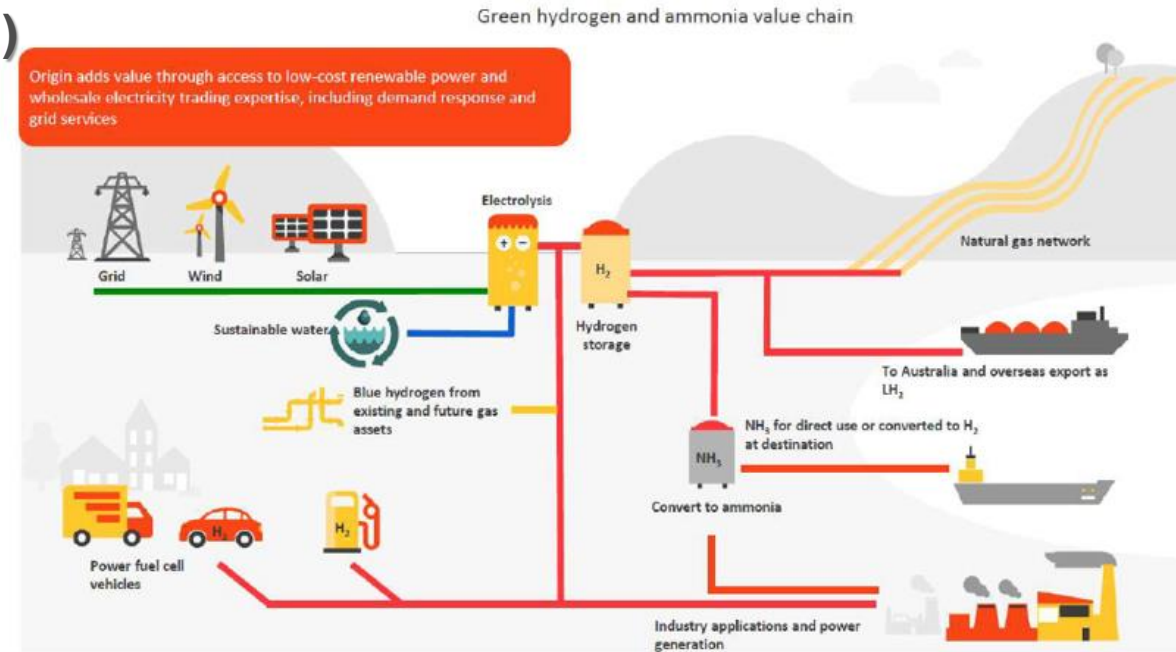 Green hydrogen and ammonia value chain
)
Origin adds value through access to low-cost renewable power and
wholesale electricity trading expertise, including demand response and
grid services
Electrolysis
+ −
H₂
Grid
Wind
Solar
Natural gas network
Sustainable water
Hydrogen
storage
To Australia and overseas export as
LH₂
Blue hydrogen from
existing and future gas
assets
NH₃ for direct use or converted to H₂
at destination
NH₃
Convert to ammonia
H₂
H₂
Power fuel cell
vehicles
Industry applications and power
generation